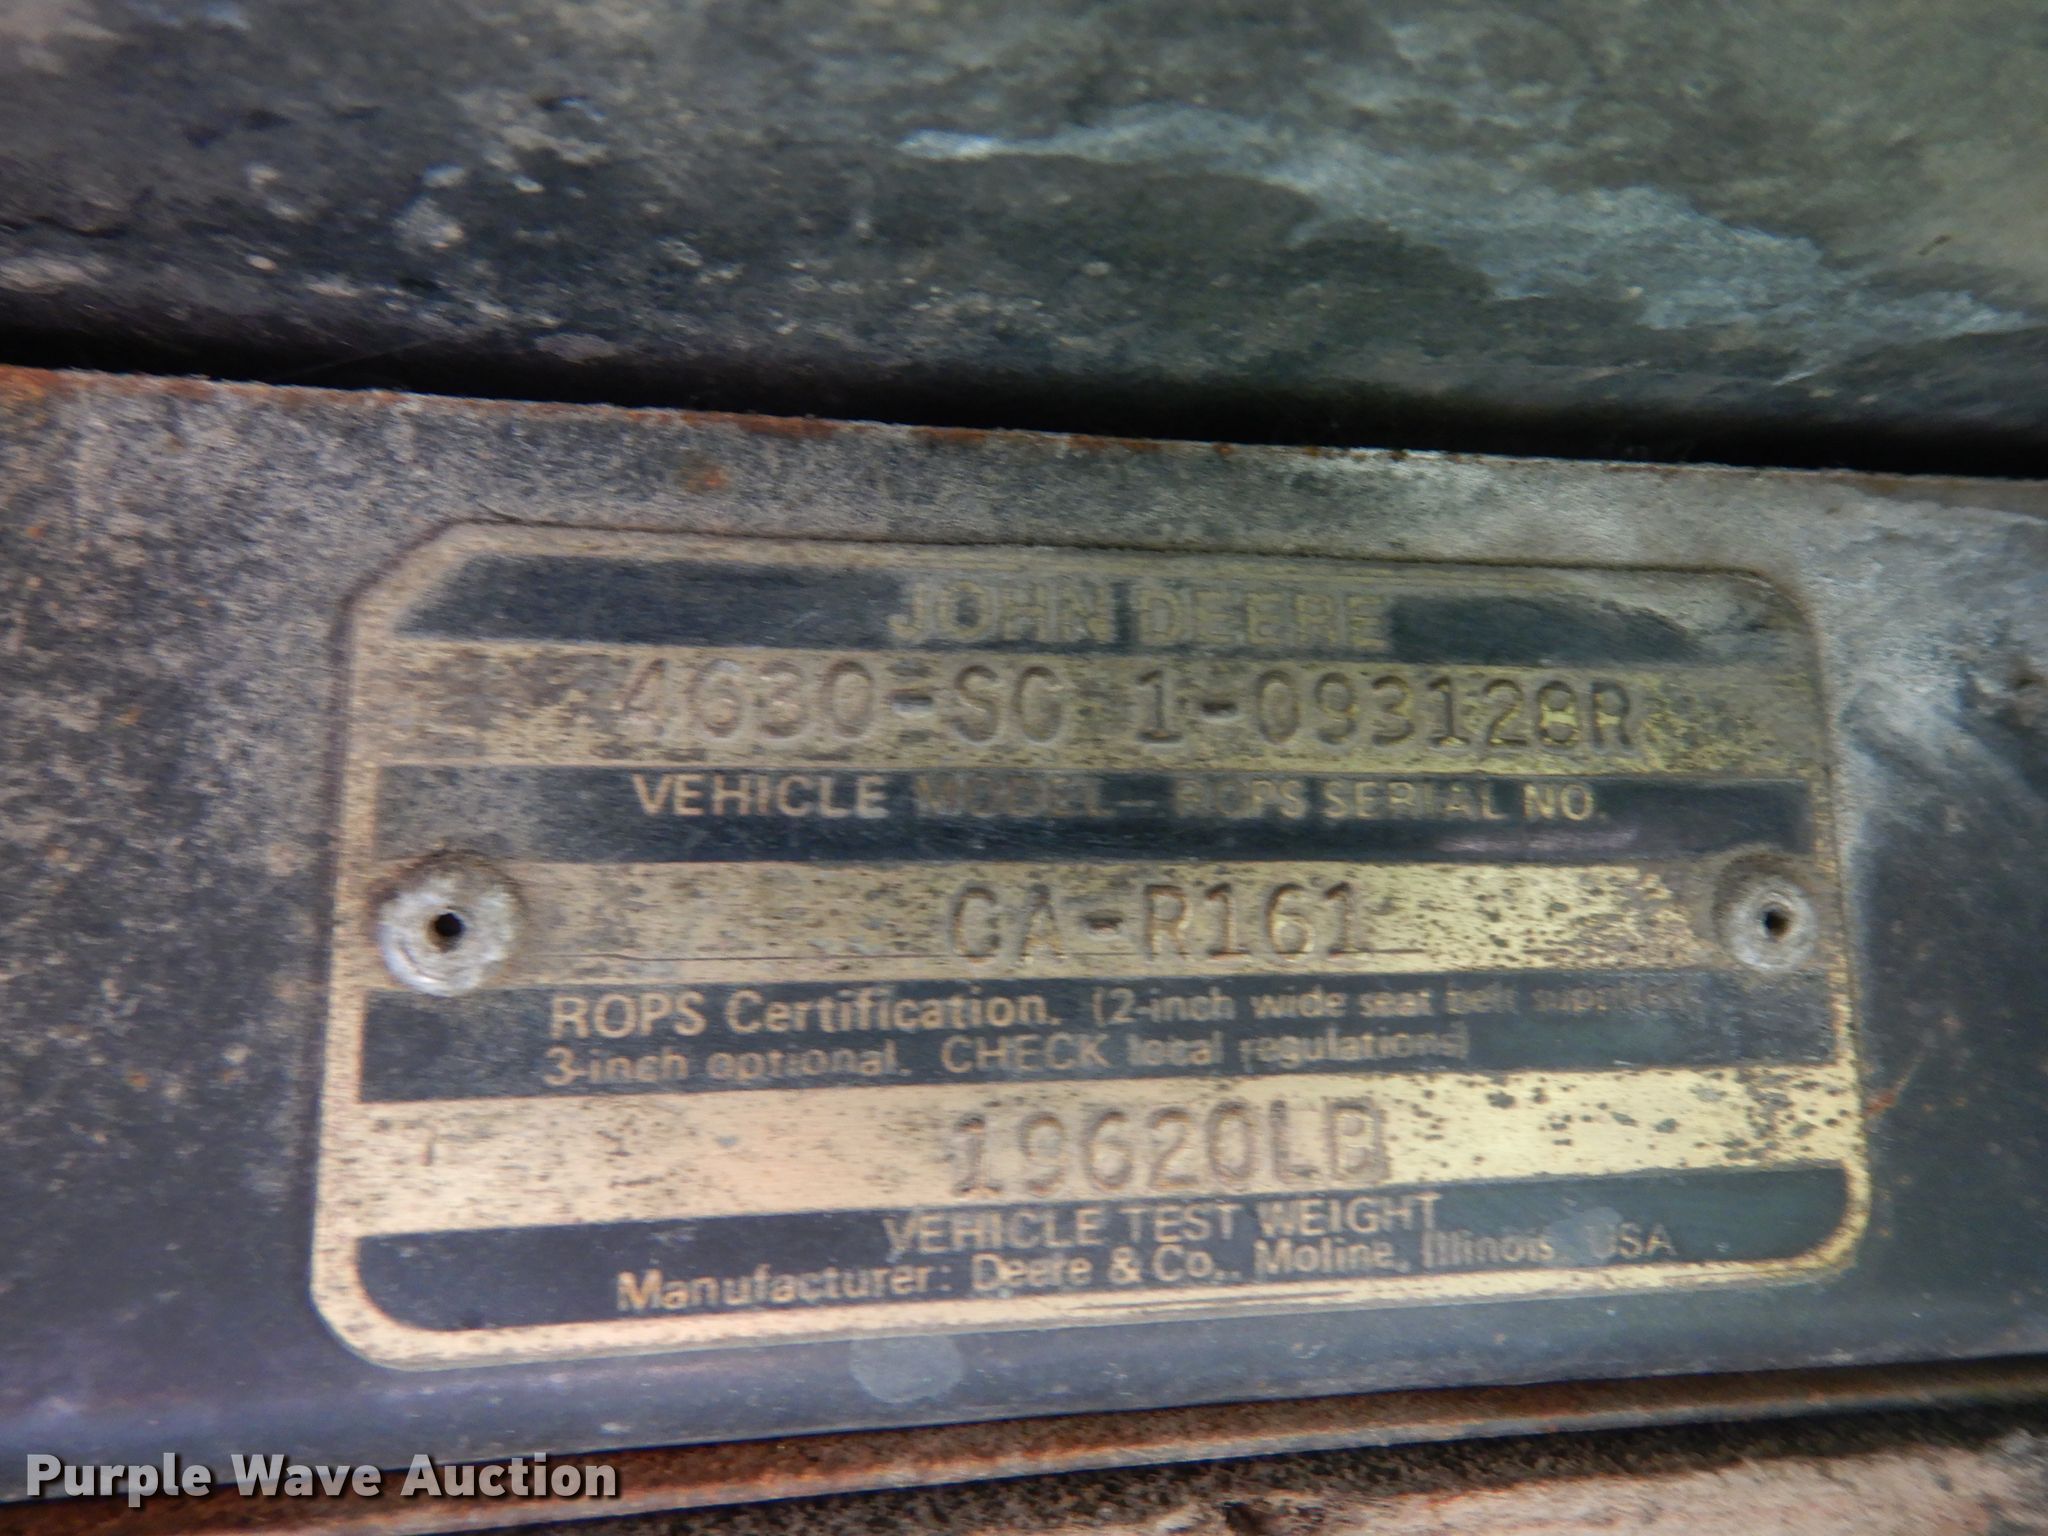 JOHN DEERE
4630-SG 1-093128R
VEHICLE MODEL - ROPS SERIAL NO.
CA-R161
ROPS Certification. (2-inch wide seat belt supplied,
3-inch optional. CHECK local regulations)
19620LB
VEHICLE TEST WEIGHT
Manufacturer: Deere & Co., Moline, Illinois, USA
Purple Wave Auction